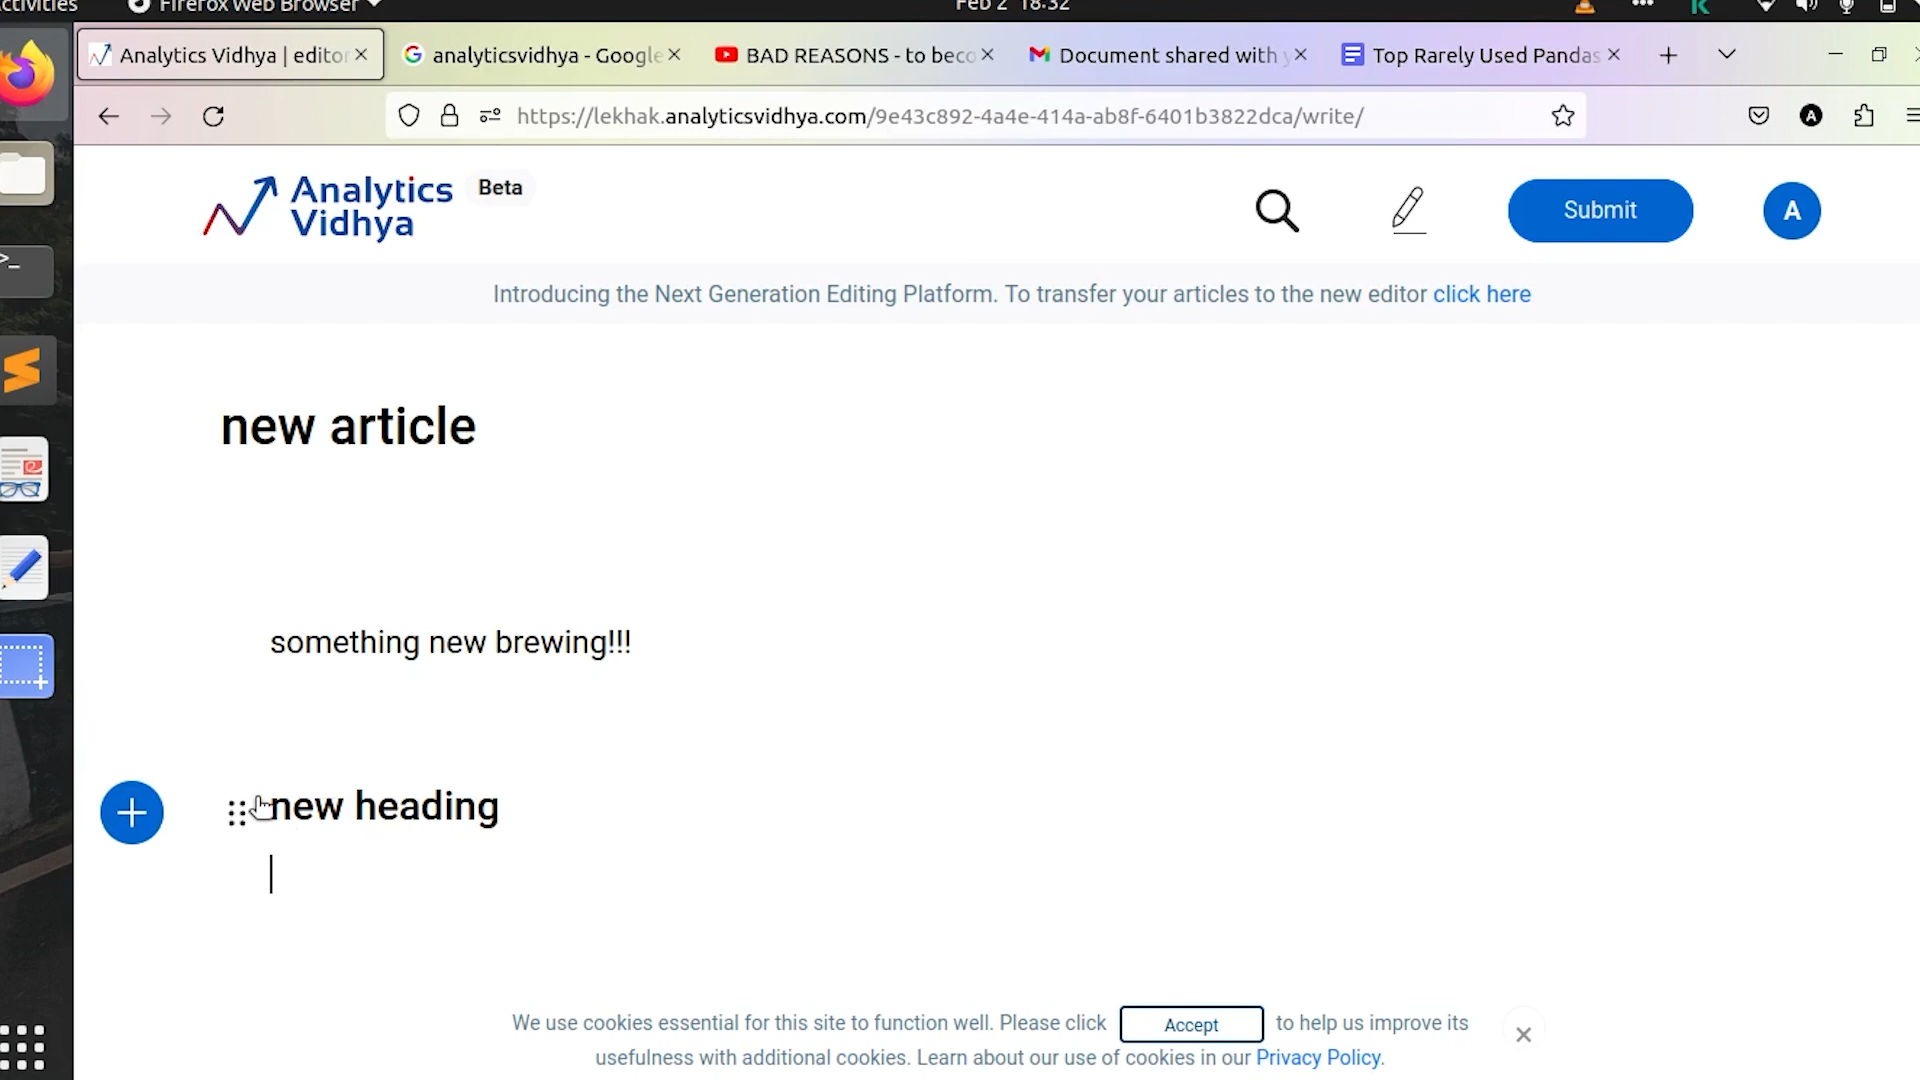 Firefox Web Browser
Feb 2 18:32
Analytics Vidhya | editor
analyticsvidhya - Google
BAD REASONS - to beco
Document shared with y
Top Rarely Used Pandas
https://lekhak.analyticsvidhya.com/9e43c892-4a4e-414a-ab8f-6401b3822dca/write/
A
Analytics
Vidhya
Beta
Submit
A
Introducing the Next Generation Editing Platform. To transfer your articles to the new editor click here
new article
something new brewing!!!
new heading
We use cookies essential for this site to function well. Please click Accept to help us improve its
usefulness with additional cookies. Learn about our use of cookies in our Privacy Policy.